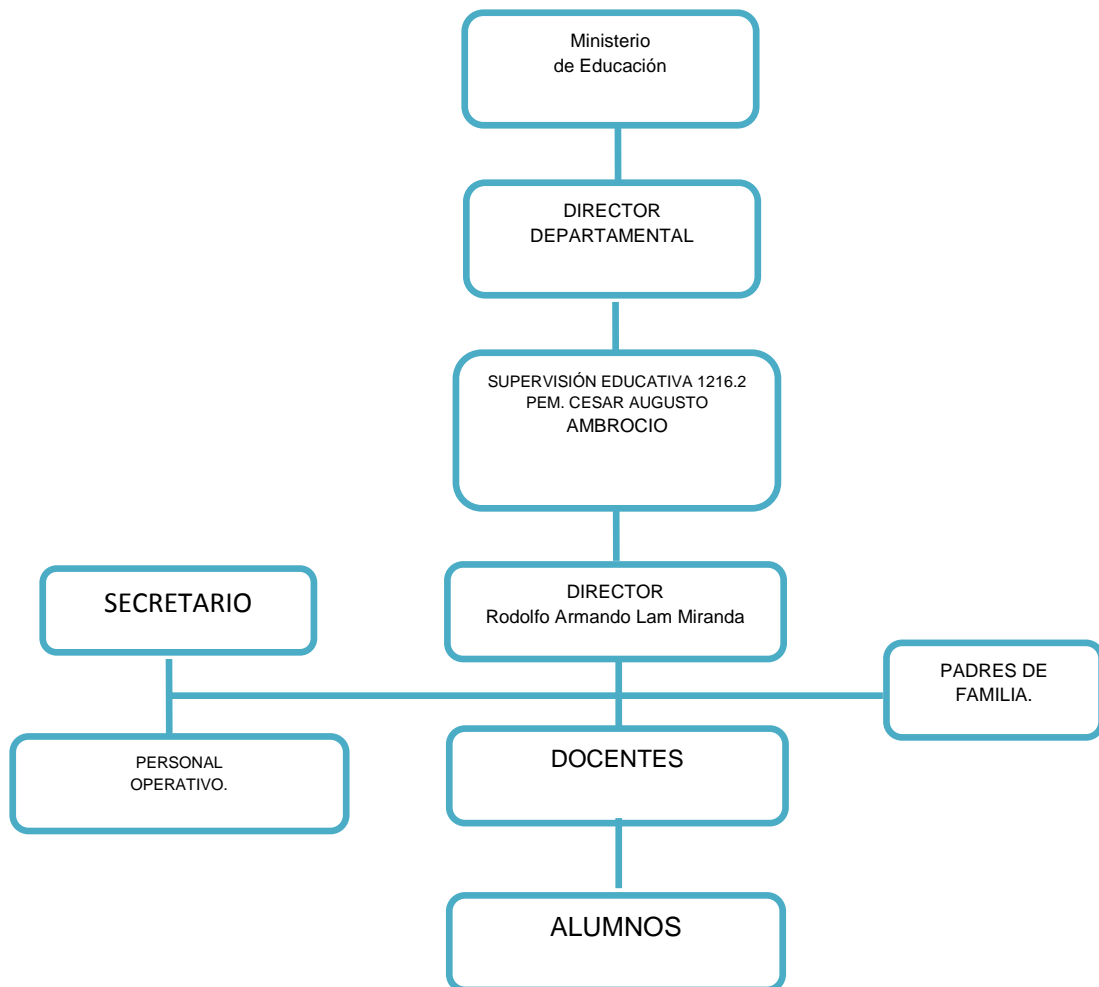 Ministerio
de Educación
DIRECTOR
DEPARTAMENTAL
SUPERVISIÓN EDUCATIVA 1216.2
PEM. CESAR AUGUSTO
AMBROCIO
SECRETARIO
DIRECTOR
Rodolfo Armando Lam Miranda
PADRES DE
FAMILIA.
PERSONAL
OPERATIVO.
DOCENTES
ALUMNOS